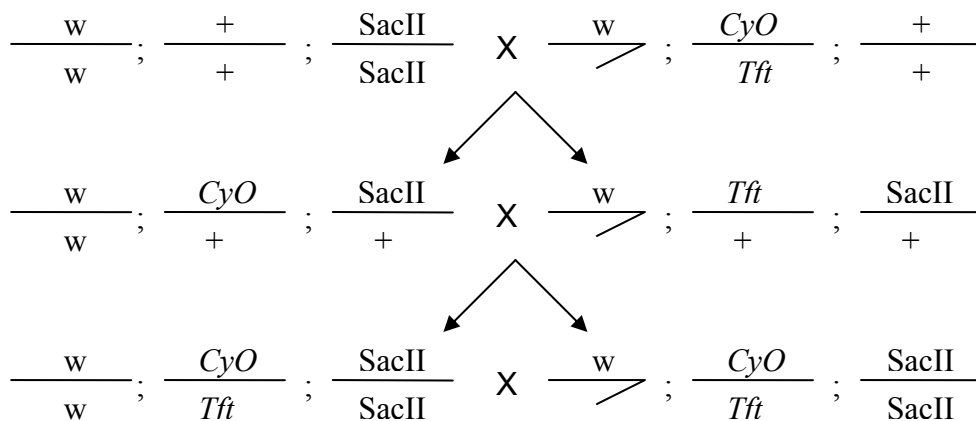 w + SacII w CyO +
; ; X ; ;
w + SacII Tft +
w CyO SacII w Tft SacII
; ; X ; ;
w + + + +
w CyO SacII w CyO SacII
; ; X ; ;
w Tft SacII Tft SacII